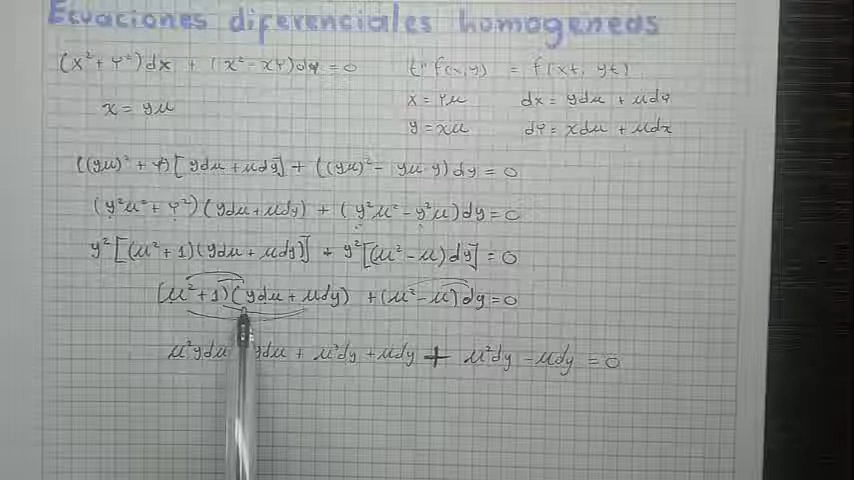 Ecuaciones diferenciales homogeneas
(x² + y²)dx + (x² - xy)dy = 0 tⁿ f(x,y) = f(xt, yt)
x = yu x = yu dx = ydu + udy
y = xu dy = xdu + udx
((yu)² + y²)[ydu + udy] + ((yu)² - yu·y)dy = 0
(y²u² + y²)(ydu + udy) + (y²u² - y²u)dy = 0
y²[(u² + 1)(ydu + udy)] + y²[(u² - u)dy] = 0
(u² + 1)(ydu + udy) + (u² - u)dy = 0
u²ydu ydu + u³dy + udy + u²dy - udy = 0